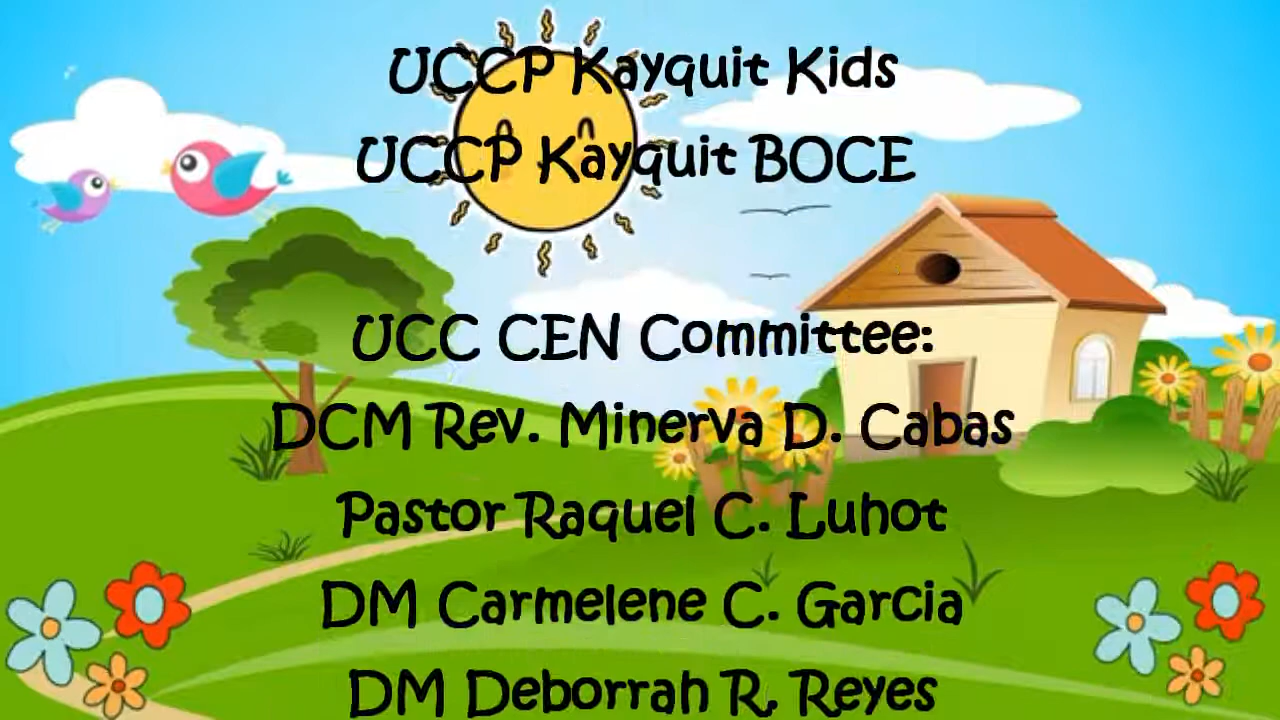 UCCP Kayquit Kids
UCCP Kayquit BOCE
UCC CEN Committee:
DCM Rev. Minerva D. Cabas
Pastor Raquel C. Luhot
DM Carmelene C. Garcia
DM Deborrah R. Reyes